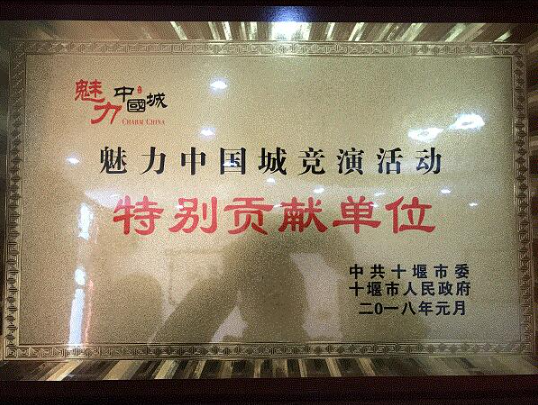 魅力中國城
CHARM CHINA
魅力中国城竞演活动
特别贡献单位
中共十堰市委
十堰市人民政府
二0一八年元月